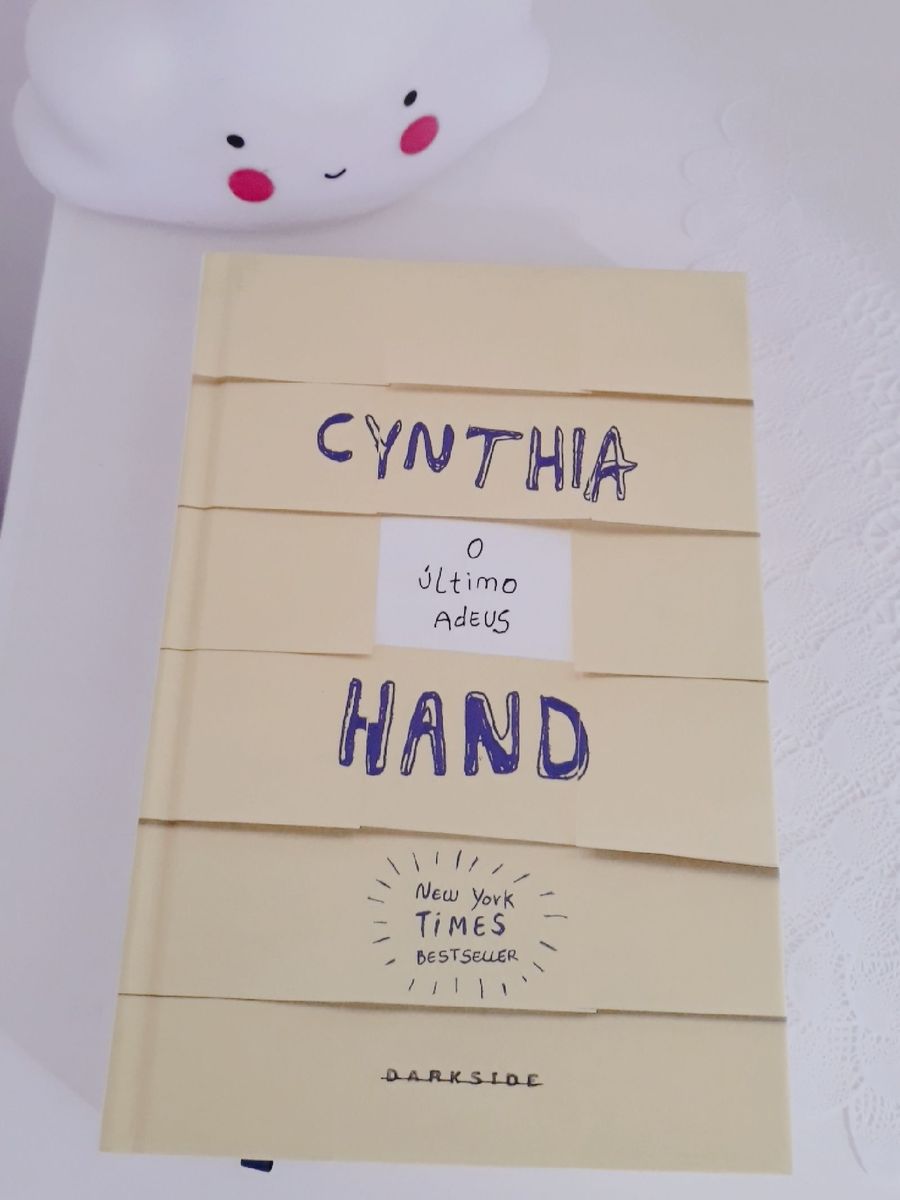 CYNTHIA
O
úLtimo
AdEUS
HAND
New York
TiMES
BESTSELLER
DARKSIDE